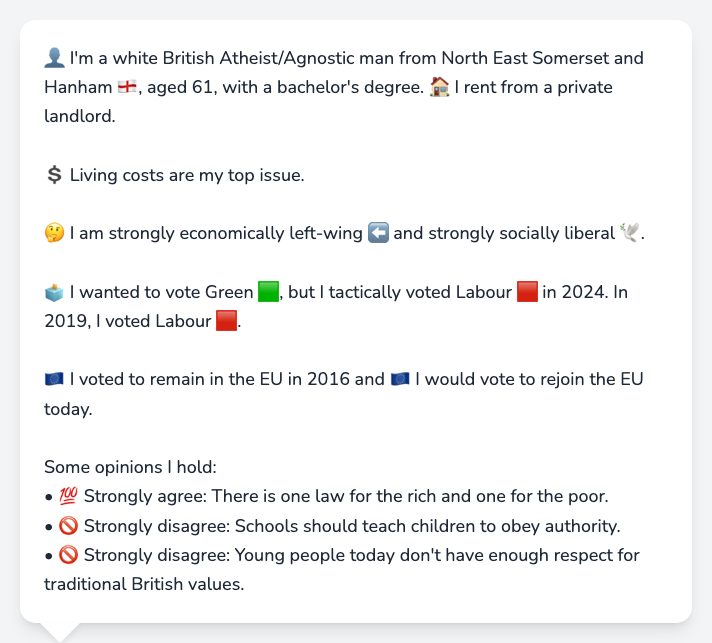 👤 I'm a white British Atheist/Agnostic man from North East Somerset and
Hanham 🏴󠁧󠁢󠁥󠁮󠁧󠁿, aged 61, with a bachelor's degree. 🏠 I rent from a private
landlord.
💲 Living costs are my top issue.
🤔 I am strongly economically left-wing ⬅️ and strongly socially liberal 🕊️.
🗳️ I wanted to vote Green 🟩, but I tactically voted Labour 🟥 in 2024. In
2019, I voted Labour 🟥.
🇪🇺 I voted to remain in the EU in 2016 and 🇪🇺 I would vote to rejoin the EU
today.
Some opinions I hold:
• 💯 Strongly agree: There is one law for the rich and one for the poor.
• 🚫 Strongly disagree: Schools should teach children to obey authority.
• 🚫 Strongly disagree: Young people today don't have enough respect for
traditional British values.